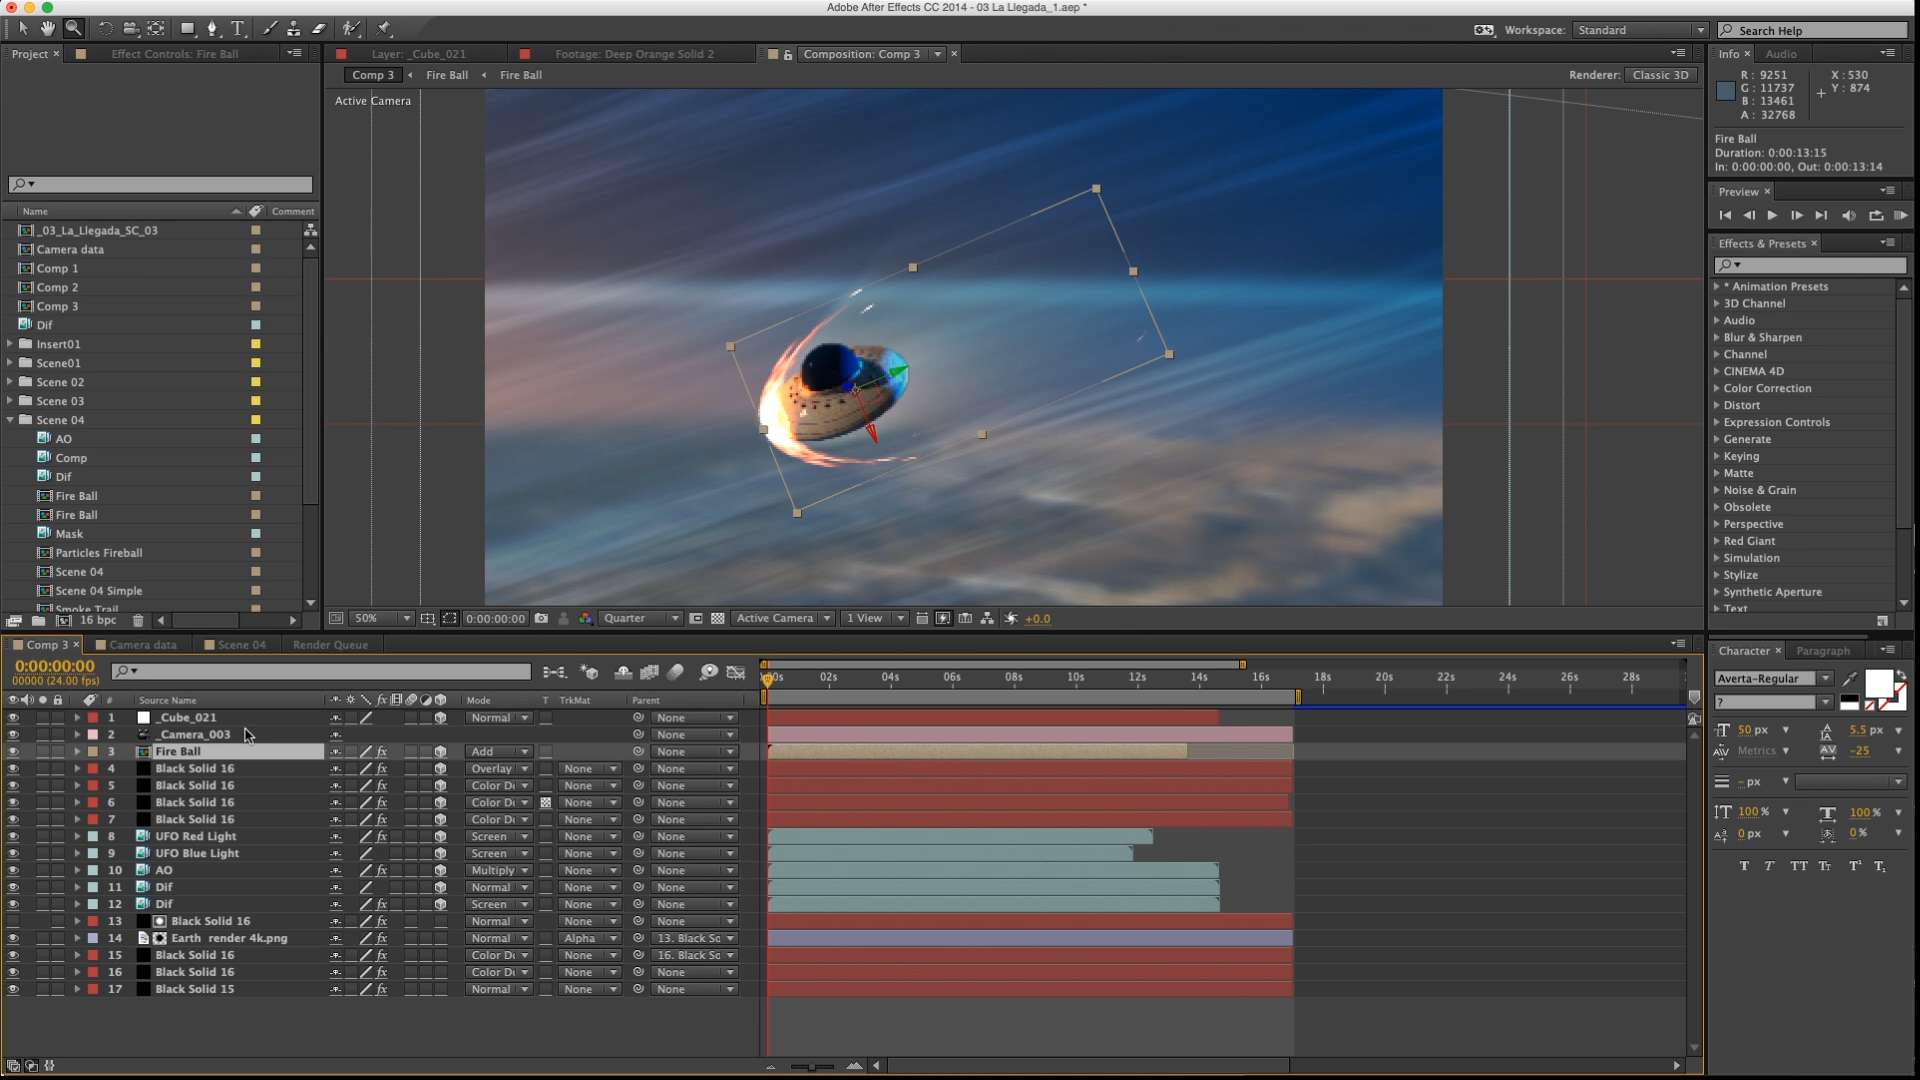 Adobe After Effects CC 2014 - 03 La Llegada_1.aep *
Workspace: Standard
Search Help
Project × Effect Controls: Fire Ball
Layer: _Cube_021
Footage: Deep Orange Solid 2
Composition: Comp 3
Info × Audio
Comp 3 Fire Ball Fire Ball
Renderer: Classic 3D
Active Camera
R : 9251
G : 11737
B : 13461
A : 32768
X : 530
Y : 874
Fire Ball
Duration: 0:00:13:15
In: 0:00:00:00, Out: 0:00:13:14
Preview ×
Effects & Presets ×
Name Comment
_03_La_Llegada_SC_03
Camera data
Comp 1
Comp 2
Comp 3
Dif
Insert01
Scene01
Scene 02
Scene 03
Scene 04
AO
Comp
Dif
Fire Ball
Fire Ball
Mask
Particles Fireball
Scene 04
Scene 04 Simple
Smoke Trail
16 bpc
* Animation Presets
3D Channel
Audio
Blur & Sharpen
Channel
CINEMA 4D
Color Correction
Distort
Expression Controls
Generate
Keying
Matte
Noise & Grain
Obsolete
Perspective
Red Giant
Simulation
Stylize
Synthetic Aperture
Text
50% 0:00:00:00 Quarter Active Camera 1 View +0.0
Comp 3 × Camera data Scene 04 Render Queue
0:00:00:00
00000 (24.00 fps)
02s 04s 06s 08s 10s 12s 14s 16s 18s 20s 22s 24s 26s 28s
# Source Name Mode T TrkMat Parent
1 _Cube_021 Normal None
2 _Camera_003 None
3 Fire Ball Add None
4 Black Solid 16 Overlay None None
5 Black Solid 16 Color Do None None
6 Black Solid 16 Color Do None None
7 Black Solid 16 Color Do None None
8 UFO Red Light Screen None None
9 UFO Blue Light Screen None None
10 AO Multiply None None
11 Dif Normal None None
12 Dif Screen None None
13 Black Solid 16 Normal None None
14 Earth_render 4k.png Normal Alpha 13. Black So
15 Black Solid 16 Color Do None 16. Black So
16 Black Solid 16 Color Do None None
17 Black Solid 15 Normal None None
Character × Paragraph
Averta-Regular
?
50 px 5.5 px
Metrics -25
- px
100 % 100 %
0 px 0 %
T T TT Tt T¹ T₁